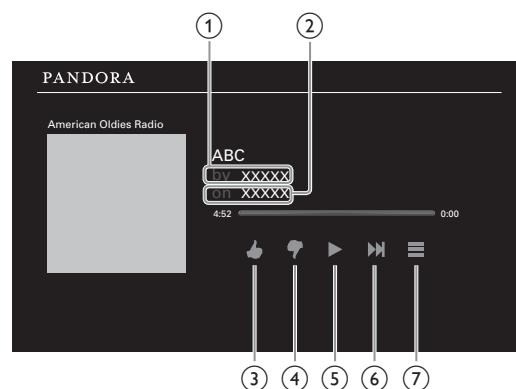 ① ②
PANDORA
American Oldies Radio
ABC
by XXXXX
on XXXXX
4:52 0:00
③ ④ ⑤ ⑥ ⑦